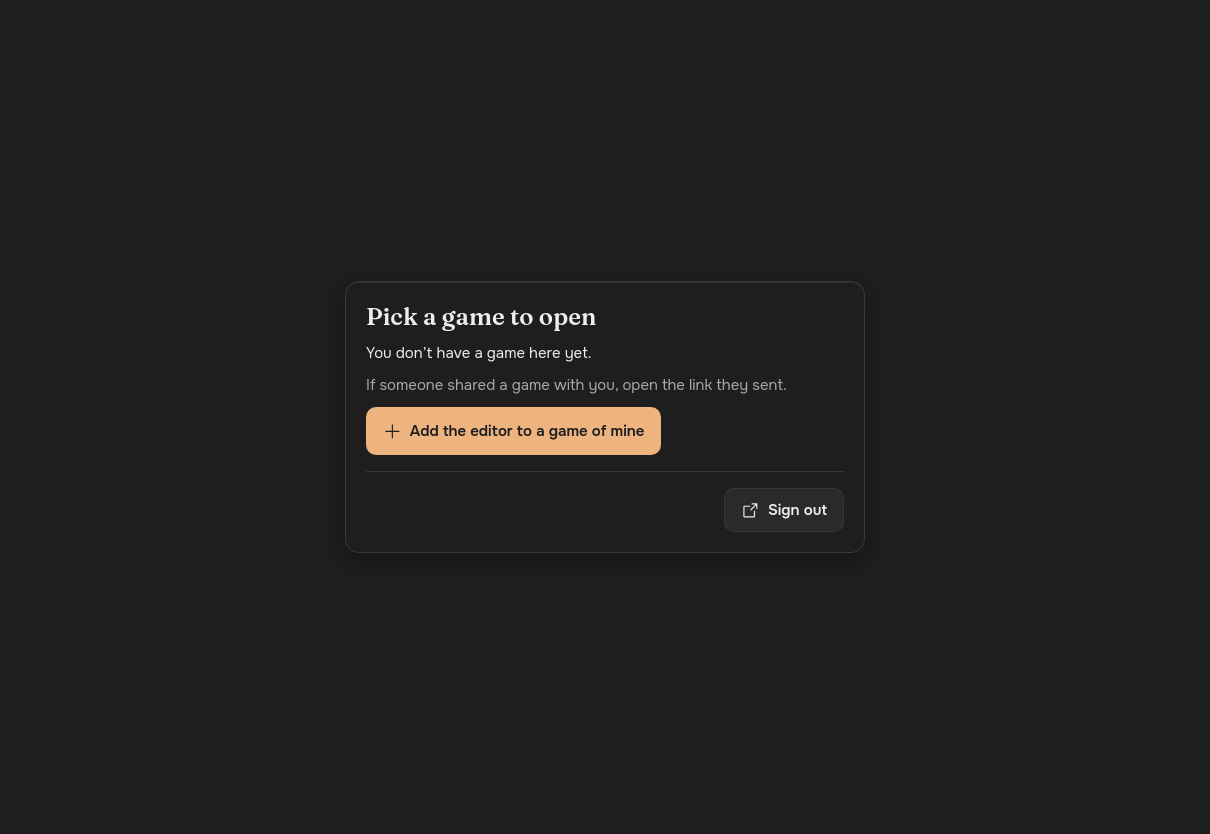 Pick a game to open
You don’t have a game here yet.
If someone shared a game with you, open the link they sent.
Add the editor to a game of mine
Sign out